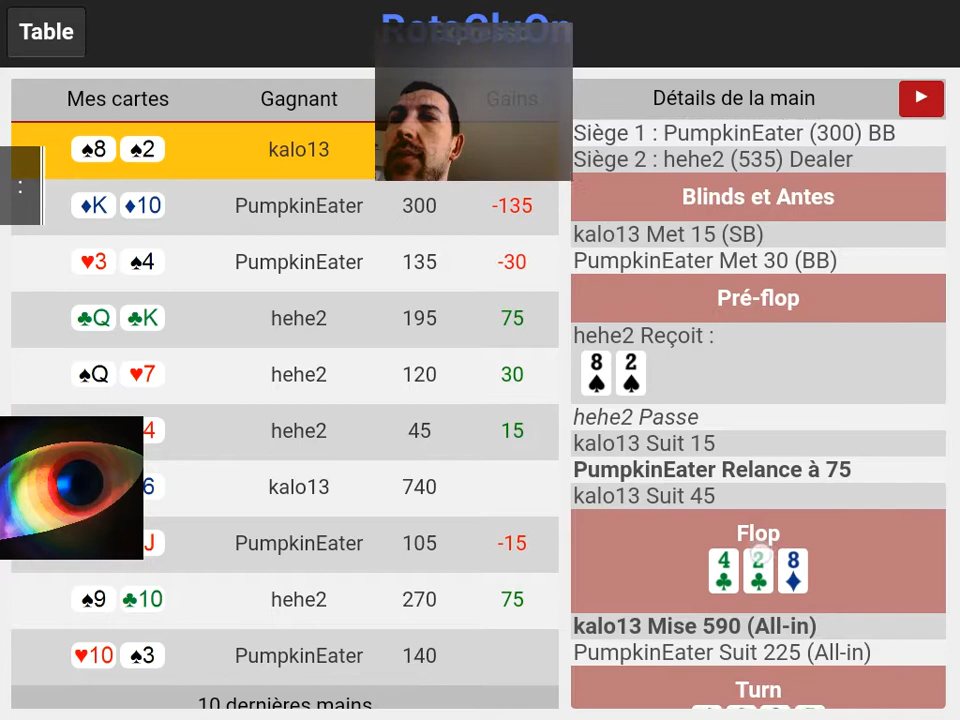 Table
Mes cartes Gagnant Gains
♠8 ♠2 kalo13
♦K ♦10 PumpkinEater 300 -135
♥3 ♠4 PumpkinEater 135 -30
♣Q ♣K hehe2 195 75
♠Q ♥7 hehe2 120 30
4 hehe2 45 15
6 kalo13 740
J PumpkinEater 105 -15
♠9 ♣10 hehe2 270 75
♥10 ♠3 PumpkinEater 140
10 dernières mains
Détails de la main
Siège 1 : PumpkinEater (300) BB
Siège 2 : hehe2 (535) Dealer
Blinds et Antes
kalo13 Met 15 (SB)
PumpkinEater Met 30 (BB)
Pré-flop
hehe2 Reçoit :
8♠ 2♠
hehe2 Passe
kalo13 Suit 15
PumpkinEater Relance à 75
kalo13 Suit 45
Flop
4♣ 2♣ 8♦
kalo13 Mise 590 (All-in)
PumpkinEater Suit 225 (All-in)
Turn